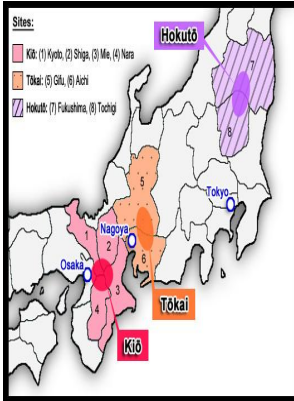 Sites:
Kiō: (1) Kyoto, (2) Shiga, (3) Mie, (4) Nara
Tōkai: (5) Gifu, (6) Aichi
Hokutō: (7) Fukushima, (8) Tochigi
Hokutō
7
8
Tokyo
5
Nagoya
6
1
2
Osaka
3
4
Tōkai
Kiō